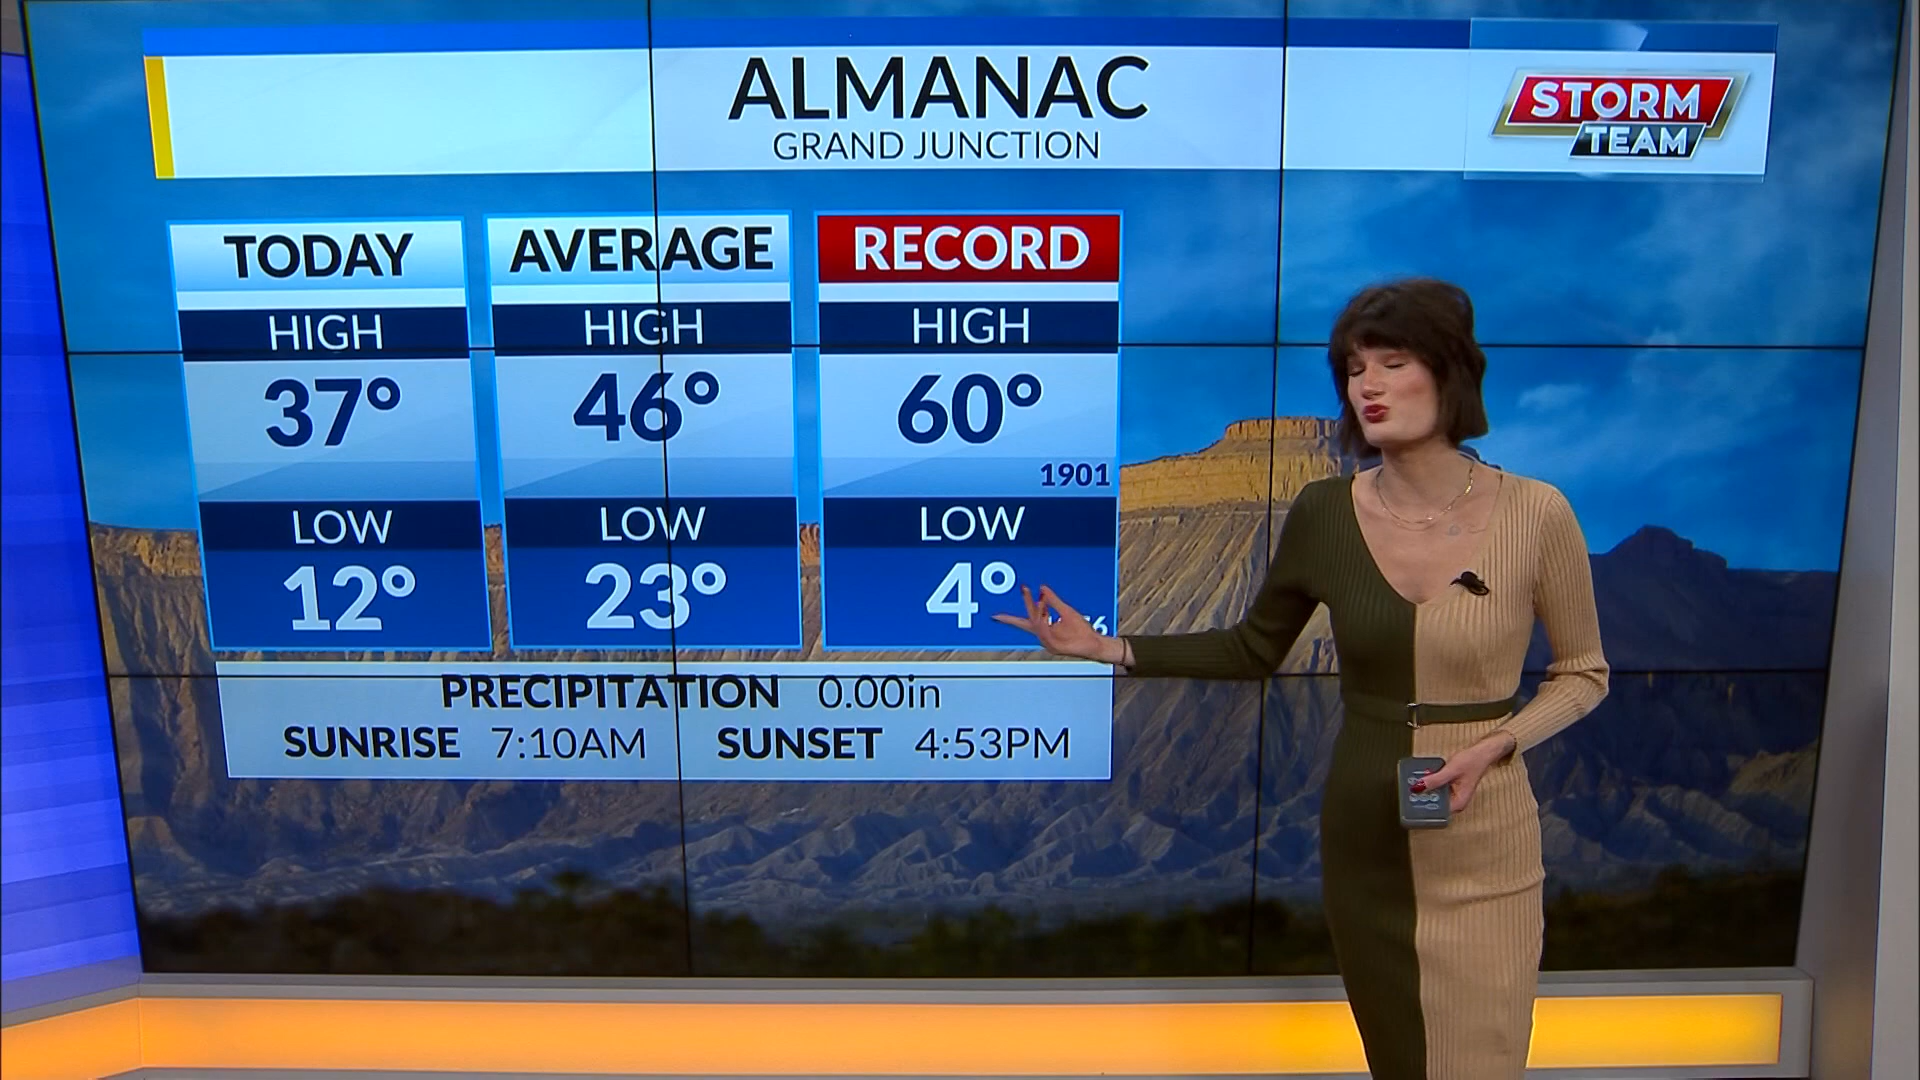 ALMANAC
GRAND JUNCTION
STORM
TEAM
TODAY
HIGH
37°
LOW
12°
AVERAGE
HIGH
46°
LOW
23°
RECORD
HIGH
60°
1901
LOW
4°
PRECIPITATION 0.00in
SUNRISE 7:10AM SUNSET 4:53PM